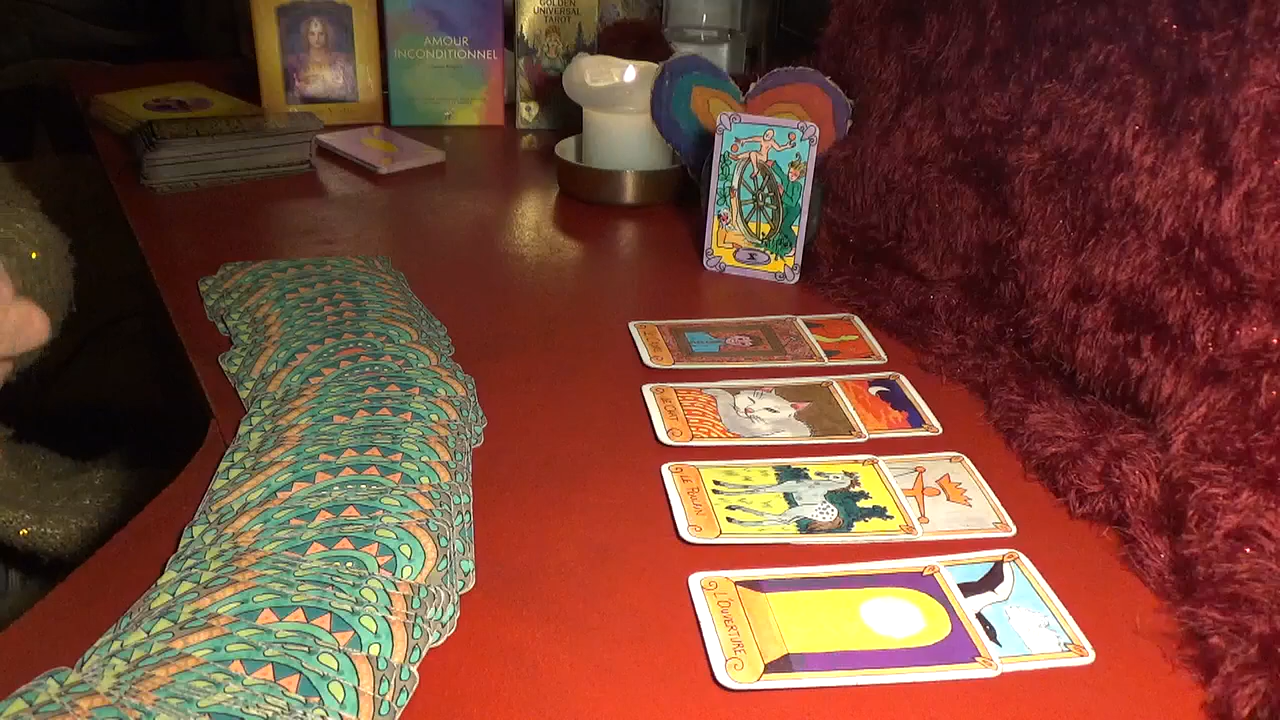 GOLDEN
UNIVERSAL
TAROT
AMOUR
INCONDITIONNEL
LE CHAT
LE POULAIN
L'OUVERTURE